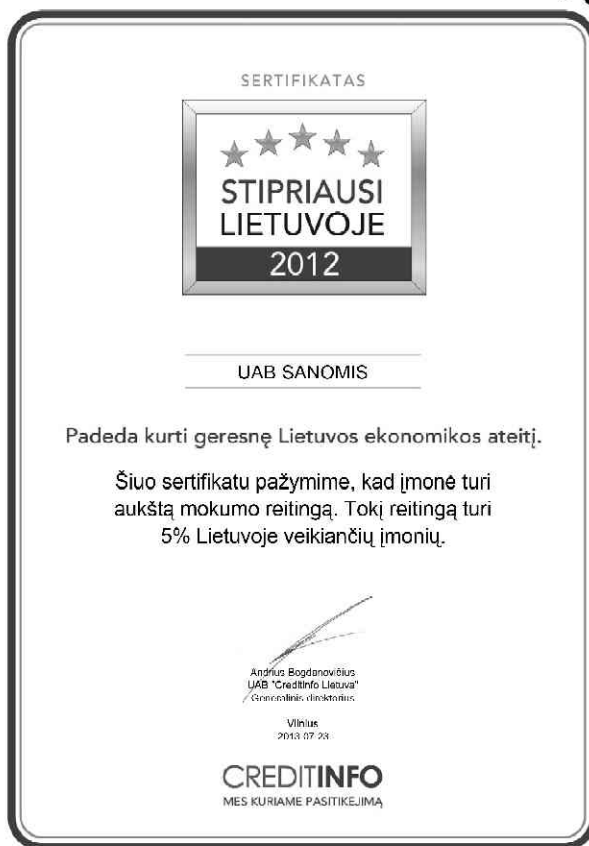 SERTIFIKATAS
STIPRIAUSI
LIETUVOJE
2012
UAB SANOMIS
Padeda kurti geresnę Lietuvos ekonomikos ateitį.
Šiuo sertifikatu pažymime, kad įmonė turi
aukštą mokumo reitingą. Tokį reitingą turi
5% Lietuvoje veikiančių įmonių.
Andrius Bogdanovičius
UAB "Creditinfo Lietuva"
Generalinis direktorius
Vilnius
2013 07 23
CREDITINFO
MES KURIAME PASITIKĖJIMĄ